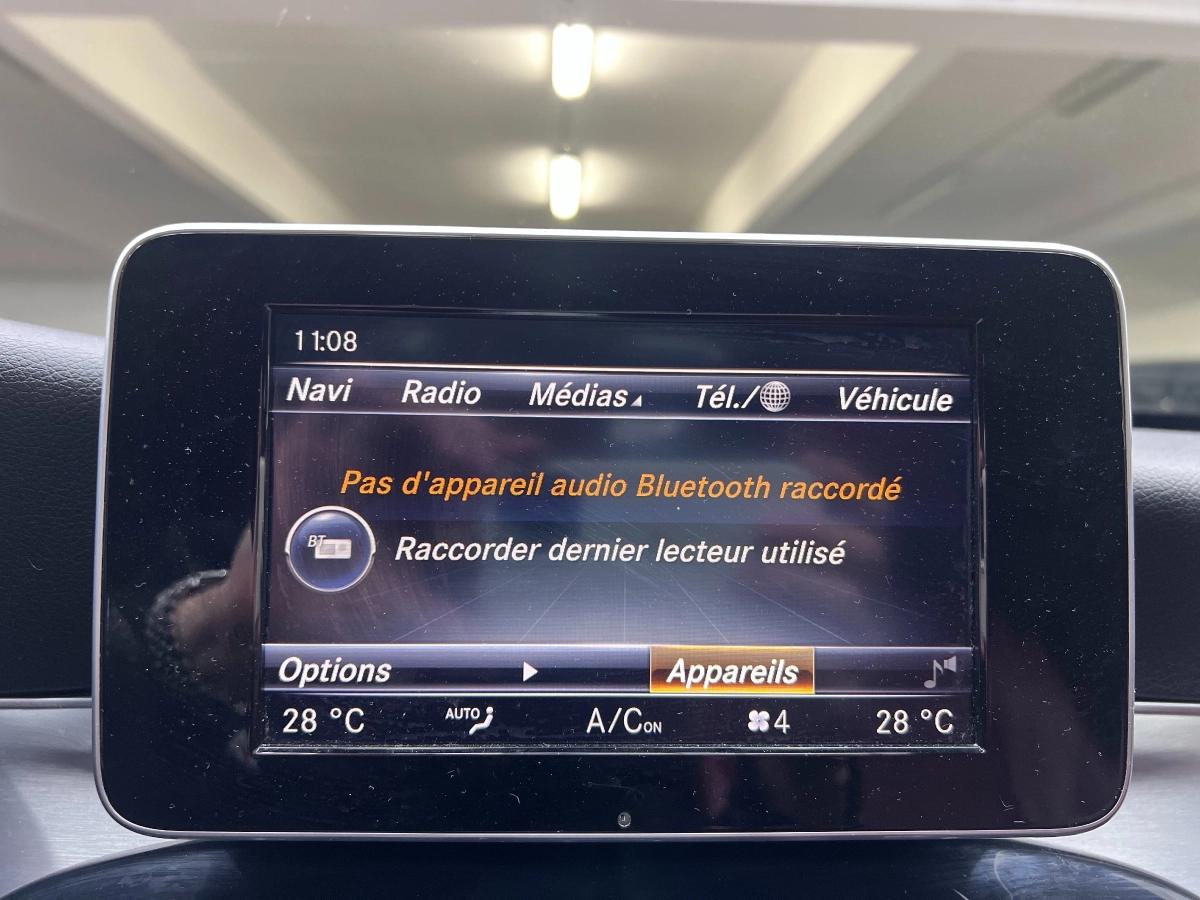 11:08
Navi Radio Médias Tél./ Véhicule
Pas d'appareil audio Bluetooth raccordé
BT Raccorder dernier lecteur utilisé
Options Appareils
28 °C AUTO A/C ON 4 28 °C